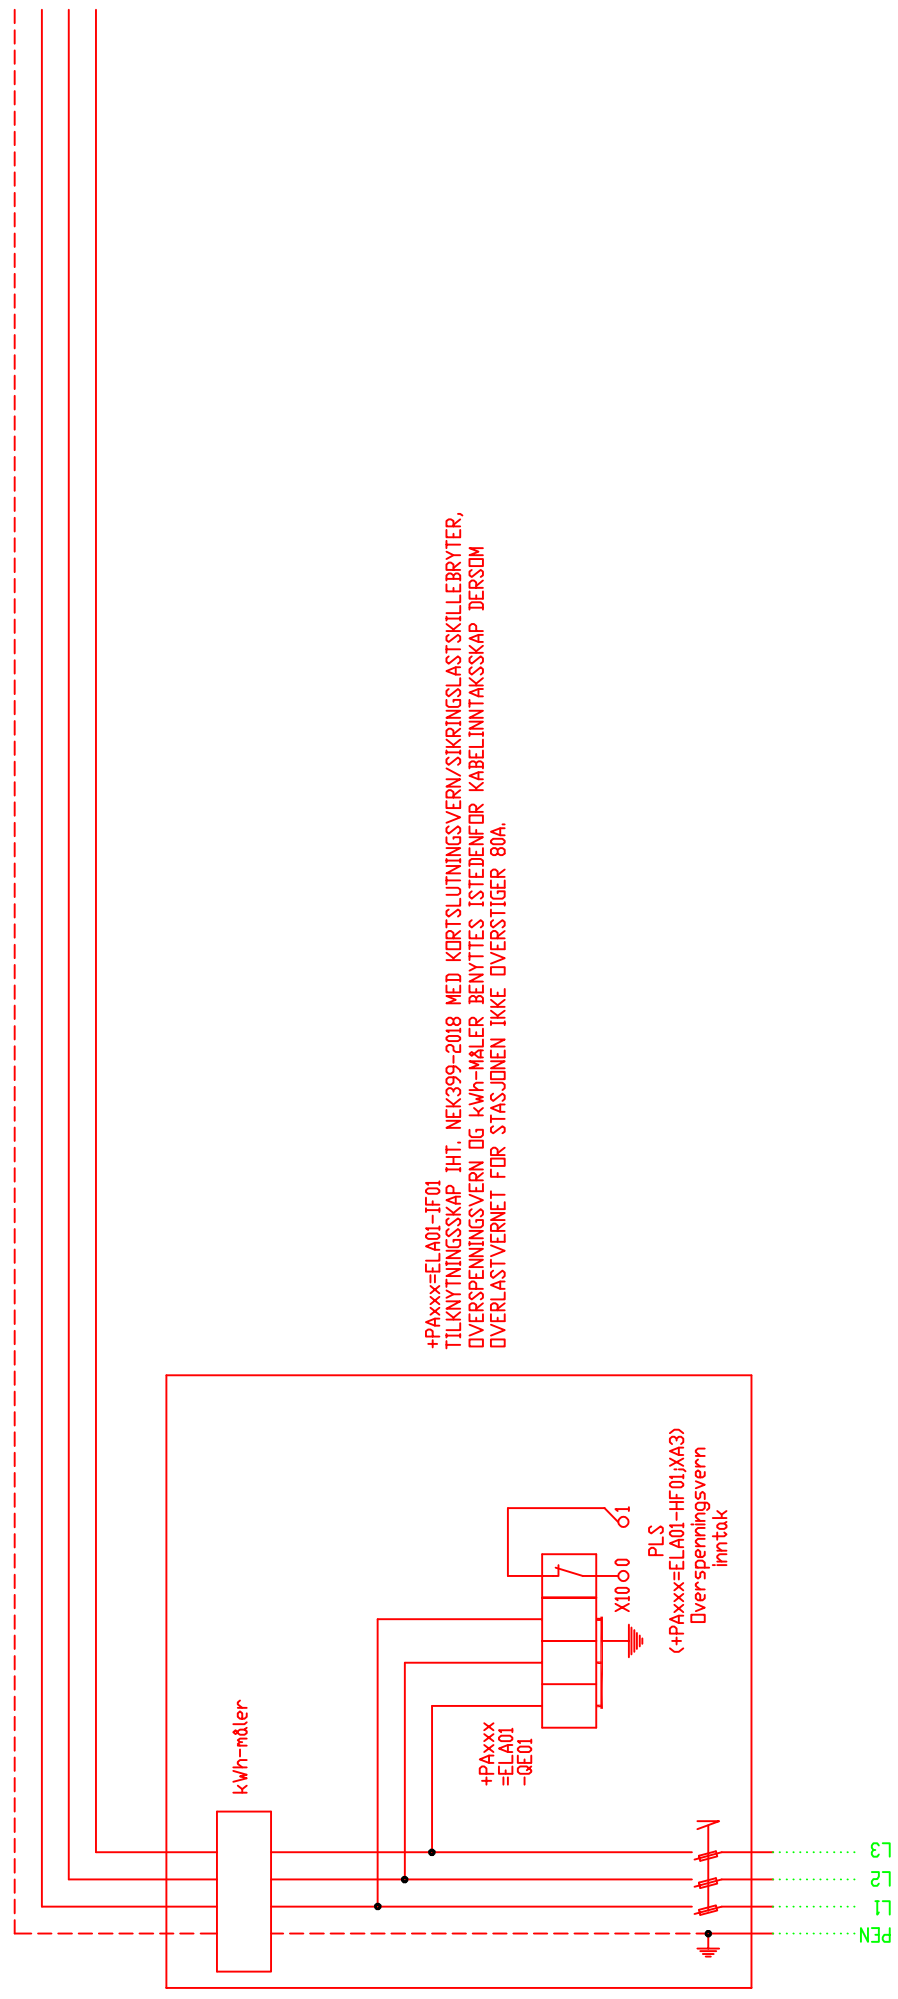 +PAxxx=ELA01-IF01
TILKNYTNINGSSKAP IHT. NEK399-2018 MED KORTSLUTNINGSVERN/SIKRINGSLASTSKILLEBRYTER,
OVERSPENNINGSVERN OG kWh-MÅLER BENYTTES ISTEDENFOR KABELINNTAKSSKAP DERSOM
OVERLASTVERNET FOR STASJONEN IKKE OVERSTIGER 80A.
kWh-måler
+PAxxx
=ELA01
-QE01
X10
0
1
PLS
(+PAxxx=ELA01-HF01;XA3)
Overspenningsvern
inntak
L3
L2
L1
PEN